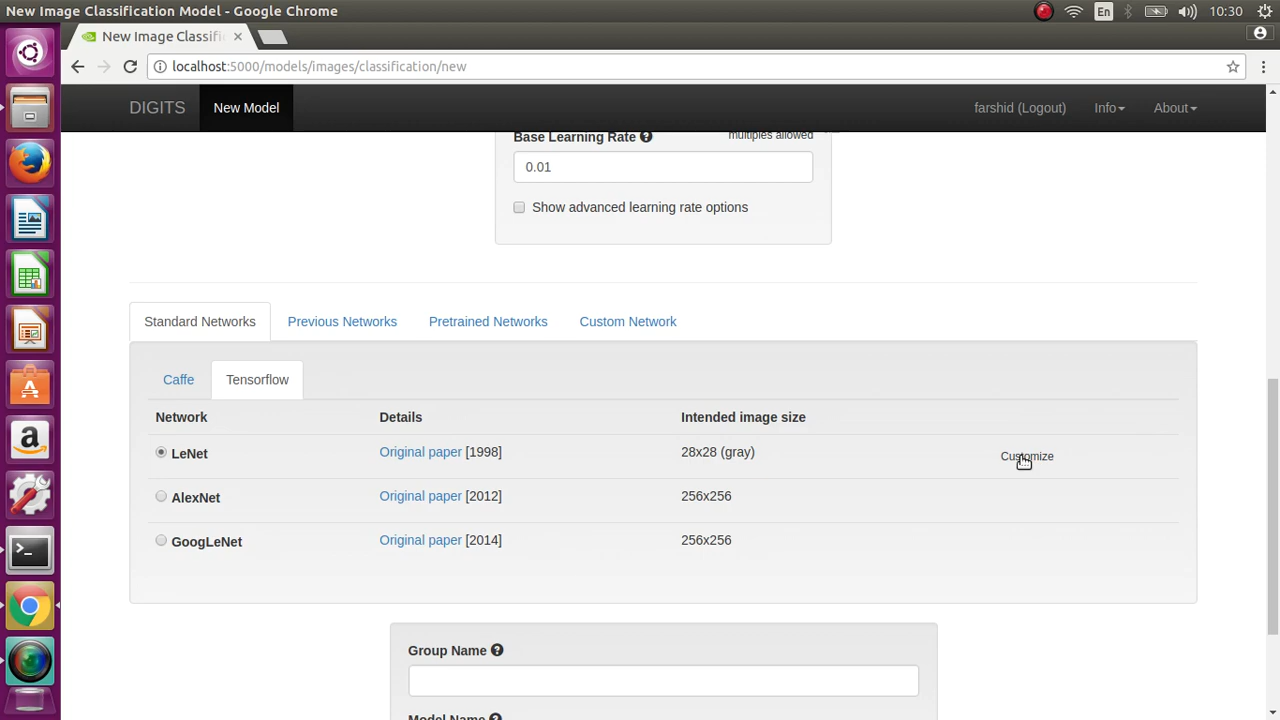 New Image Classification Model - Google Chrome
En
10:30
New Image Classifi
localhost:5000/models/images/classification/new
DIGITS
New Model
farshid (Logout)
Info
About
Base Learning Rate
multiples allowed
0.01
Show advanced learning rate options
Standard Networks
Previous Networks
Pretrained Networks
Custom Network
Caffe
Tensorflow
Network Details Intended image size
LeNet Original paper [1998] 28x28 (gray) Customize
AlexNet Original paper [2012] 256x256
GoogLeNet Original paper [2014] 256x256
Group Name
Model Name